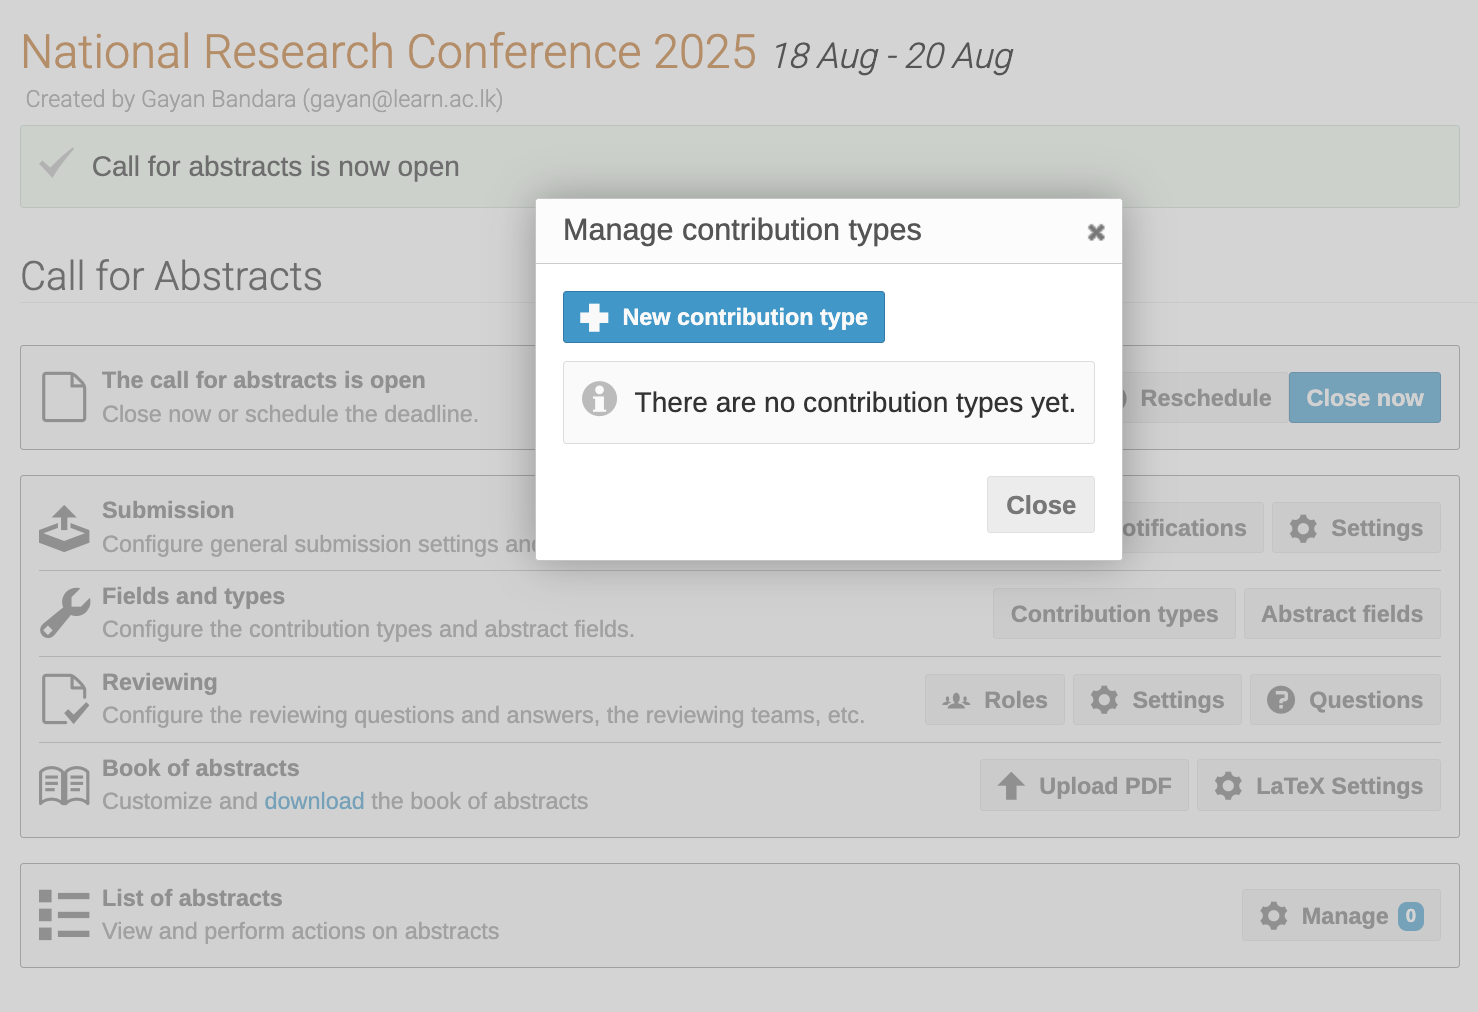 National Research Conference 2025 18 Aug - 20 Aug
Created by Gayan Bandara (gayan@learn.ac.lk)
Call for abstracts is now open
Manage contribution types
New contribution type
There are no contribution types yet.
Close
Call for Abstracts
The call for abstracts is open
Close now or schedule the deadline.
Reschedule
Close now
Submission
Configure general submission settings
Settings
Fields and types
Configure the contribution types and abstract fields.
Contribution types
Abstract fields
Reviewing
Configure the reviewing questions and answers, the reviewing teams, etc.
Roles
Settings
Questions
Book of abstracts
Customize and download the book of abstracts
Upload PDF
LaTeX Settings
List of abstracts
View and perform actions on abstracts
Manage 0